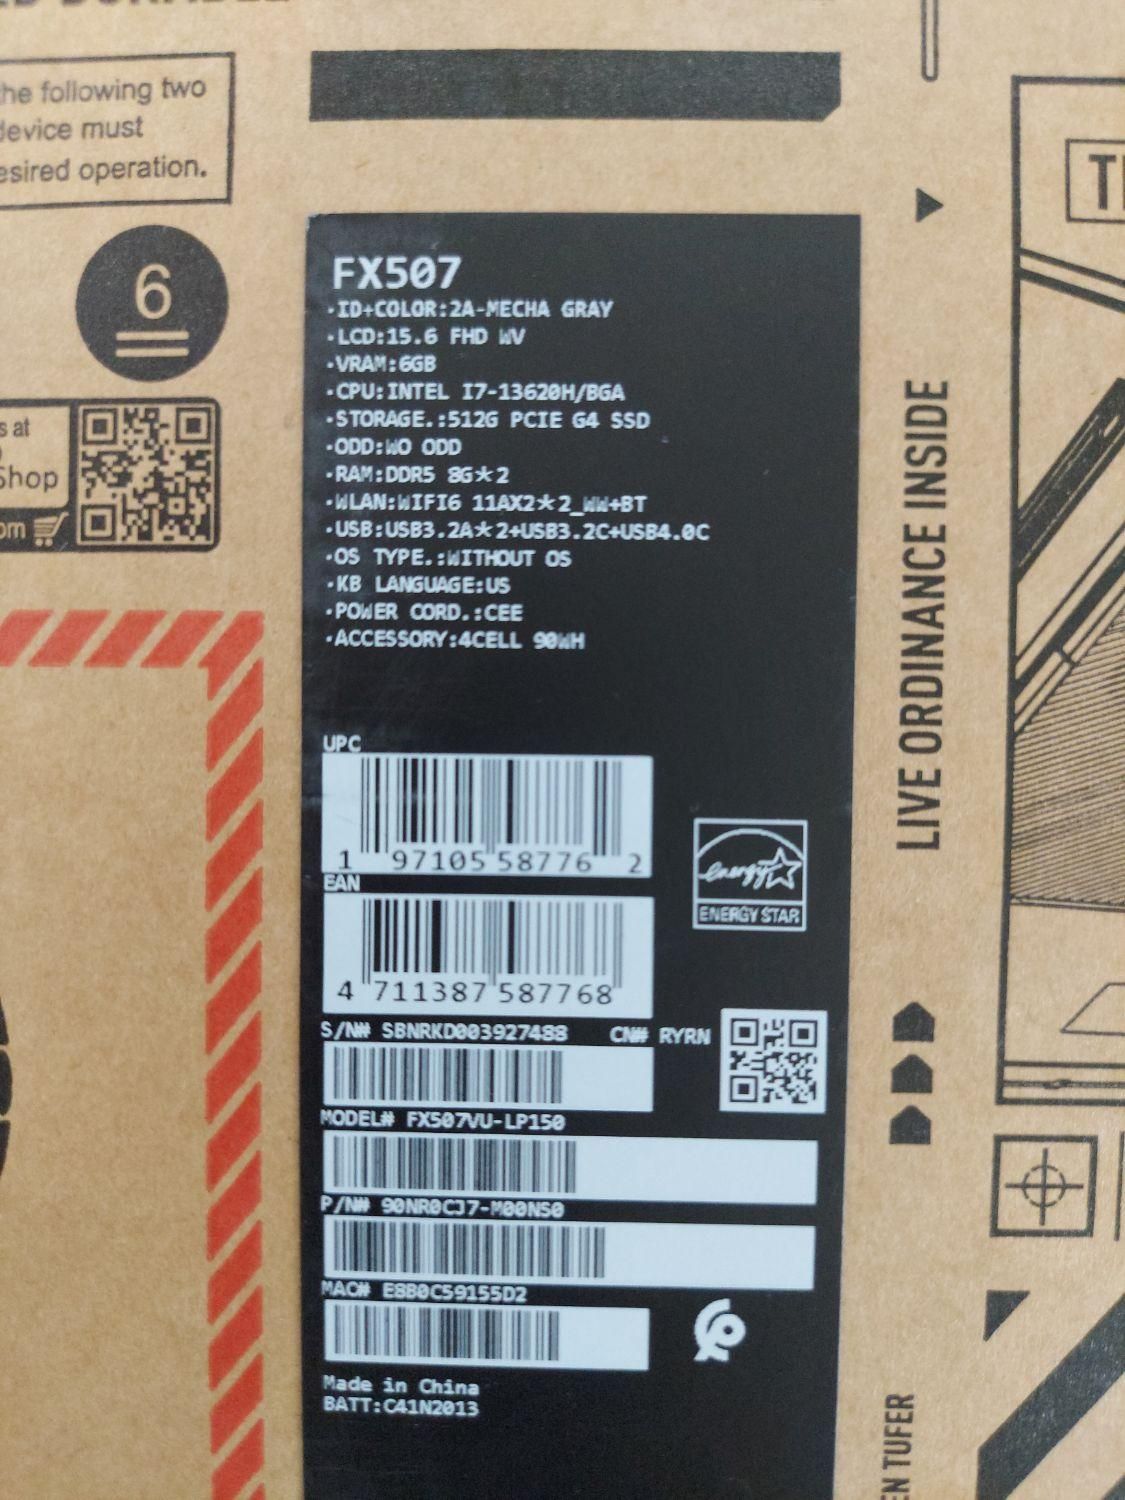 the following two
device must
esired operation.
6
s at
Shop
om
FX507
·ID+COLOR:2A-MECHA GRAY
·LCD:15.6 FHD WV
·VRAM:6GB
·CPU:INTEL I7-13620H/BGA
·STORAGE.:512G PCIE G4 SSD
·ODD:WO ODD
·RAM:DDR5 8G*2
·WLAN:WIFI6 11AX2*2_WW+BT
·USB:USB3.2A*2+USB3.2C+USB4.0C
·OS TYPE.:WITHOUT OS
·KB LANGUAGE:US
·POWER CORD.:CEE
·ACCESSORY:4CELL 90WH
UPC
1 97105 58776 2
EAN
4 711387 587768
energy
ENERGY STAR
S/N# SBNRKD003927488 CN# RYRN
MODEL# FX507VU-LP150
P/N# 90NR0CJ7-M00NS0
MAC# E8B0C59155D2
Made in China
BATT:C41N2013
LIVE ORDINANCE INSIDE
EN TUFER